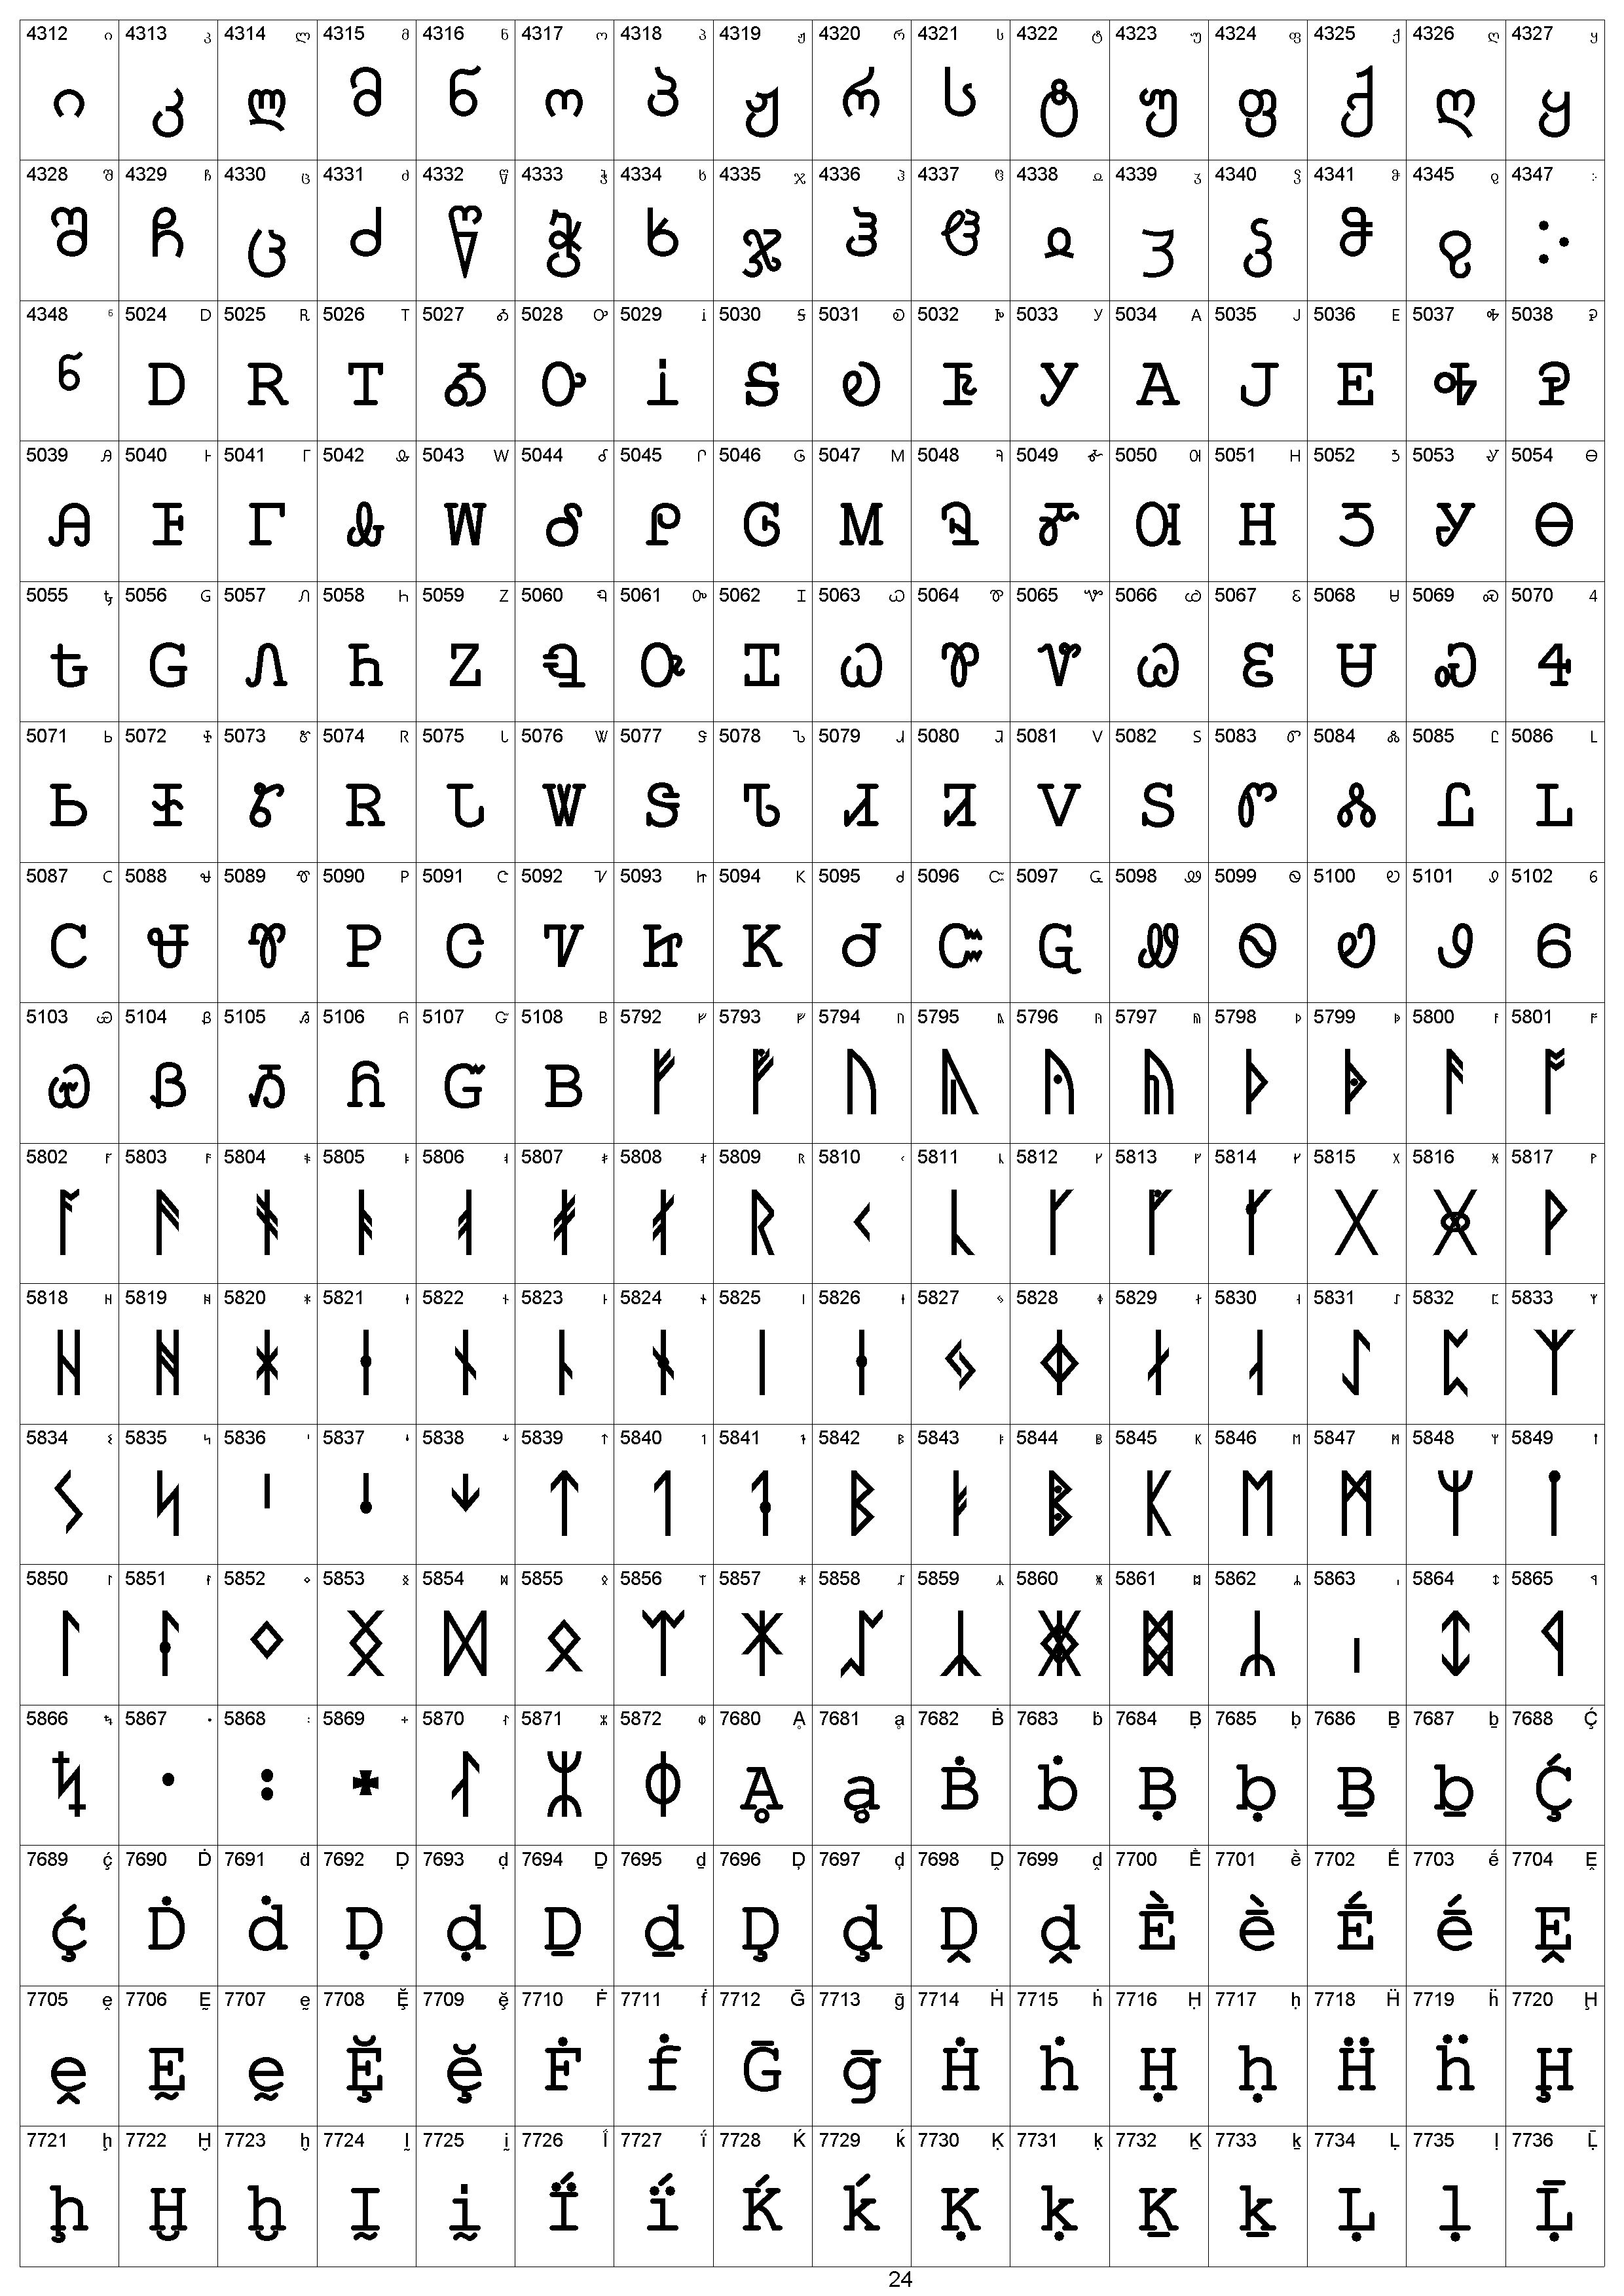 4312 ი 4313 კ 4314 ლ 4315 მ 4316 ნ 4317 ო 4318 პ 4319 ჟ 4320 რ 4321 ს 4322 ტ 4323 უ 4324 ფ 4325 ქ 4326 ღ 4327 ყ
ი კ ლ მ ნ ო პ ჟ რ ს ტ უ ფ ქ ღ ყ
4328 შ 4329 ჩ 4330 ც 4331 ძ 4332 წ 4333 ჭ 4334 ხ 4335 ჯ 4336 ჰ 4337 ჱ 4338 ჲ 4339 ჳ 4340 ჴ 4341 ჵ 4345 ჹ 4347 ჻
შ ჩ ც ძ წ ჭ ხ ჯ ჰ ჱ ჲ ჳ ჴ ჵ ჹ ჻
4348 ჼ 5024 Ꭰ 5025 Ꭱ 5026 Ꭲ 5027 Ꭳ 5028 Ꭴ 5029 Ꭵ 5030 Ꭶ 5031 Ꭷ 5032 Ꭸ 5033 Ꭹ 5034 Ꭺ 5035 Ꭻ 5036 Ꭼ 5037 Ꭽ 5038 Ꭾ
ჼ Ꭰ Ꭱ Ꭲ Ꭳ Ꭴ Ꭵ Ꭶ Ꭷ Ꭸ Ꭹ Ꭺ Ꭻ Ꭼ Ꭽ Ꭾ
5039 Ꭿ 5040 Ꮀ 5041 Ꮁ 5042 Ꮂ 5043 Ꮃ 5044 Ꮄ 5045 Ꮅ 5046 Ꮆ 5047 Ꮇ 5048 Ꮈ 5049 Ꮉ 5050 Ꮊ 5051 Ꮋ 5052 Ꮌ 5053 Ꮍ 5054 Ꮎ
Ꭿ Ꮀ Ꮁ Ꮂ Ꮃ Ꮄ Ꮅ Ꮆ Ꮇ Ꮈ Ꮉ Ꮊ Ꮋ Ꮌ Ꮍ Ꮎ
5055 Ꮏ 5056 Ꮐ 5057 Ꮑ 5058 Ꮒ 5059 Ꮓ 5060 Ꮔ 5061 Ꮕ 5062 Ꮖ 5063 Ꮗ 5064 Ꮘ 5065 Ꮙ 5066 Ꮚ 5067 Ꮛ 5068 Ꮜ 5069 Ꮝ 5070 Ꮞ
Ꮏ Ꮐ Ꮑ Ꮒ Ꮓ Ꮔ Ꮕ Ꮖ Ꮗ Ꮘ Ꮙ Ꮚ Ꮛ Ꮜ Ꮝ Ꮞ
5071 Ꮟ 5072 Ꮠ 5073 Ꮡ 5074 Ꮢ 5075 Ꮣ 5076 Ꮤ 5077 Ꮥ 5078 Ꮦ 5079 Ꮧ 5080 Ꮨ 5081 Ꮩ 5082 Ꮪ 5083 Ꮫ 5084 Ꮬ 5085 Ꮭ 5086 Ꮮ
Ꮟ Ꮠ Ꮡ Ꮢ Ꮣ Ꮤ Ꮥ Ꮦ Ꮧ Ꮨ Ꮩ Ꮪ Ꮫ Ꮬ Ꮭ Ꮮ
5087 Ꮯ 5088 Ꮰ 5089 Ꮱ 5090 Ꮲ 5091 Ꮳ 5092 Ꮴ 5093 Ꮵ 5094 Ꮶ 5095 Ꮷ 5096 Ꮸ 5097 Ꮹ 5098 Ꮺ 5099 Ꮻ 5100 Ꮼ 5101 Ꮽ 5102 Ꮾ
Ꮯ Ꮰ Ꮱ Ꮲ Ꮳ Ꮴ Ꮵ Ꮶ Ꮷ Ꮸ Ꮹ Ꮺ Ꮻ Ꮼ Ꮽ Ꮾ
5103 Ꮿ 5104 Ᏸ 5105 Ᏹ 5106 Ᏺ 5107 Ᏻ 5108 Ᏼ 5792 ᚠ 5793 ᚡ 5794 ᚢ 5795 ᚣ 5796 ᚤ 5797 ᚥ 5798 ᚦ 5799 ᚧ 5800 ᚨ 5801 ᚩ
Ꮿ Ᏸ Ᏹ Ᏺ Ᏻ Ᏼ ᚠ ᚡ ᚢ ᚣ ᚤ ᚥ ᚦ ᚧ ᚨ ᚩ
5802 ᚪ 5803 ᚫ 5804 ᚬ 5805 ᚭ 5806 ᚮ 5807 ᚯ 5808 ᚰ 5809 ᚱ 5810 ᚲ 5811 ᚳ 5812 ᚴ 5813 ᚵ 5814 ᚶ 5815 ᚷ 5816 ᚸ 5817 ᚹ
ᚪ ᚫ ᚬ ᚭ ᚮ ᚯ ᚰ ᚱ ᚲ ᚳ ᚴ ᚵ ᚶ ᚷ ᚸ ᚹ
5818 ᚺ 5819 ᚻ 5820 ᚼ 5821 ᚽ 5822 ᚾ 5823 ᚿ 5824 ᛀ 5825 ᛁ 5826 ᛂ 5827 ᛃ 5828 ᛄ 5829 ᛅ 5830 ᛆ 5831 ᛇ 5832 ᛈ 5833 ᛉ
ᚺ ᚻ ᚼ ᚽ ᚾ ᚿ ᛀ ᛁ ᛂ ᛃ ᛄ ᛅ ᛆ ᛇ ᛈ ᛉ
5834 ᛊ 5835 ᛋ 5836 ᛌ 5837 ᛍ 5838 ᛎ 5839 ᛏ 5840 ᛐ 5841 ᛑ 5842 ᛒ 5843 ᛓ 5844 ᛔ 5845 ᛕ 5846 ᛖ 5847 ᛗ 5848 ᛘ 5849 ᛙ
ᛊ ᛋ ᛌ ᛍ ᛎ ᛏ ᛐ ᛑ ᛒ ᛓ ᛔ ᛕ ᛖ ᛗ ᛘ ᛙ
5850 ᛚ 5851 ᛛ 5852 ᛜ 5853 ᛝ 5854 ᛞ 5855 ᛟ 5856 ᛠ 5857 ᛡ 5858 ᛢ 5859 ᛣ 5860 ᛤ 5861 ᛥ 5862 ᛦ 5863 ᛧ 5864 ᛨ 5865 ᛩ
ᛚ ᛛ ᛜ ᛝ ᛞ ᛟ ᛠ ᛡ ᛢ ᛣ ᛤ ᛥ ᛦ ᛧ ᛨ ᛩ
5866 ᛪ 5867 ᛫ 5868 ᛬ 5869 ᛭ 5870 ᛮ 5871 ᛯ 5872 ᛰ 7680 Ḁ 7681 ḁ 7682 Ḃ 7683 ḃ 7684 Ḅ 7685 ḅ 7686 Ḇ 7687 ḇ 7688 Ḉ
ᛪ ᛫ ᛬ ᛭ ᛮ ᛯ ᛰ Ḁ ḁ Ḃ ḃ Ḅ ḅ Ḇ ḇ Ḉ
7689 ḉ 7690 Ḋ 7691 ḋ 7692 Ḍ 7693 ḍ 7694 Ḏ 7695 ḏ 7696 Ḑ 7697 ḑ 7698 Ḓ 7699 ḓ 7700 Ḕ 7701 ḕ 7702 Ḗ 7703 ḗ 7704 Ḙ
ḉ Ḋ ḋ Ḍ ḍ Ḏ ḏ Ḑ ḑ Ḓ ḓ Ḕ ḕ Ḗ ḗ Ḙ
7705 ḙ 7706 Ḛ 7707 ḛ 7708 Ḝ 7709 ḝ 7710 Ḟ 7711 ḟ 7712 Ḡ 7713 ḡ 7714 Ḣ 7715 ḣ 7716 Ḥ 7717 ḥ 7718 Ḧ 7719 ḧ 7720 Ḩ
ḙ Ḛ ḛ Ḝ ḝ Ḟ ḟ Ḡ ḡ Ḣ ḣ Ḥ ḥ Ḧ ḧ Ḩ
7721 ḩ 7722 Ḫ 7723 ḫ 7724 Ḭ 7725 ḭ 7726 Ḯ 7727 ḯ 7728 Ḱ 7729 ḱ 7730 Ḳ 7731 ḳ 7732 Ḵ 7733 ḵ 7734 Ḷ 7735 ḷ 7736 Ḹ
ḩ Ḫ ḫ Ḭ ḭ Ḯ ḯ Ḱ ḱ Ḳ ḳ Ḵ ḵ Ḷ ḷ Ḹ
24